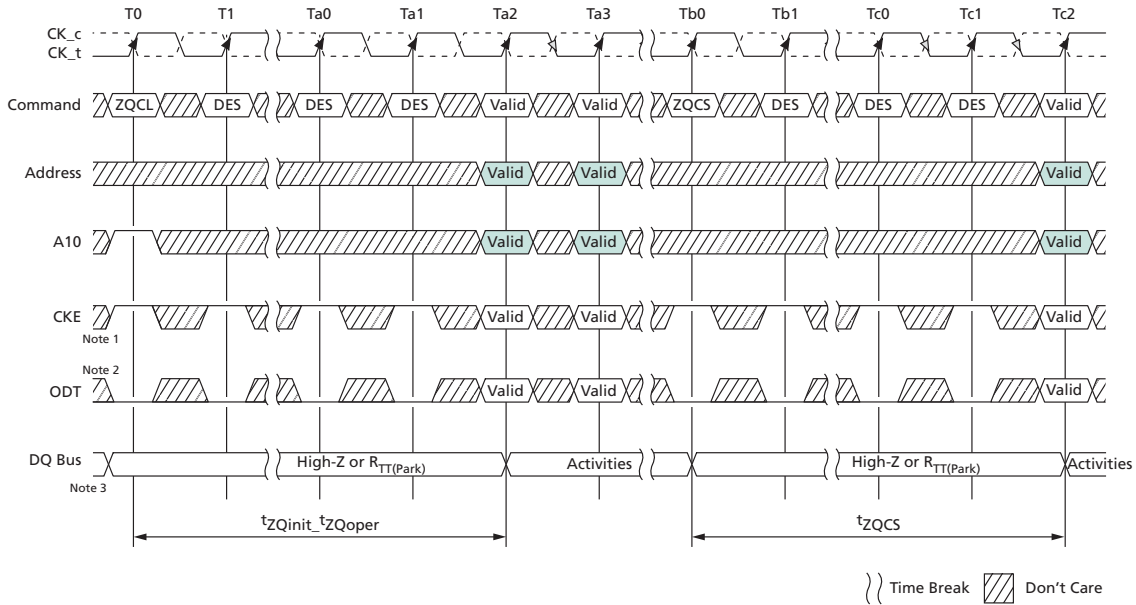 T0 T1 Ta0 Ta1 Ta2 Ta3 Tb0 Tb1 Tc0 Tc1 Tc2
CK_c
CK_t
Command ZQCL DES DES DES Valid Valid ZQCS DES DES DES Valid
Address Valid Valid Valid
A10 Valid Valid Valid
CKE Valid Valid Valid
Note 1
Note 2
ODT Valid Valid Valid
DQ Bus High-Z or RTT(Park) Activities High-Z or RTT(Park) Activities
Note 3
tZQinit_tZQoper tZQCS
Time Break Don't Care